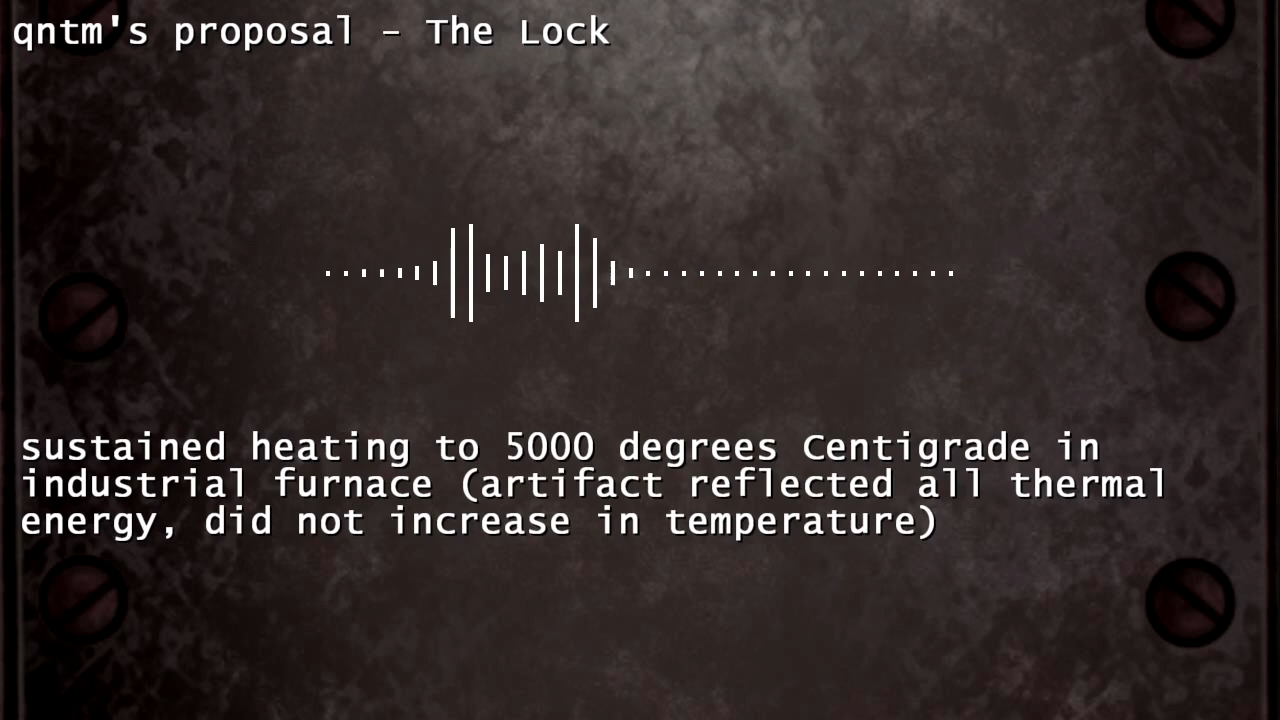 qntm's proposal – The Lock
sustained heating to 5000 degrees Centigrade in
industrial furnace (artifact reflected all thermal
energy, did not increase in temperature)